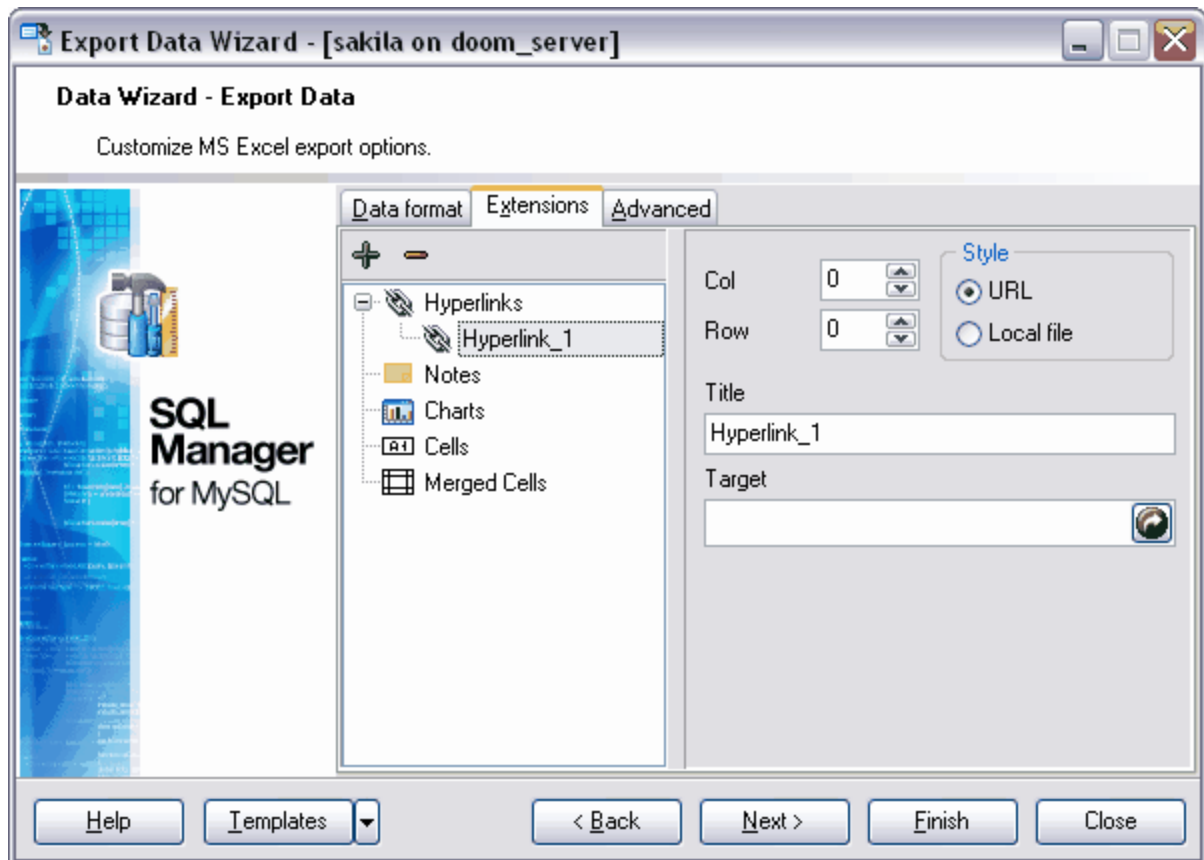 Export Data Wizard - [sakila on doom_server]
Data Wizard - Export Data
Customize MS Excel export options.
Data format
Extensions
Advanced
SQL
Manager
for MySQL
Hyperlinks
Hyperlink_1
Notes
Charts
A1 Cells
Merged Cells
Col 0
Row 0
Style
URL
Local file
Title
Hyperlink_1
Target
Help
Templates
< Back
Next >
Finish
Close